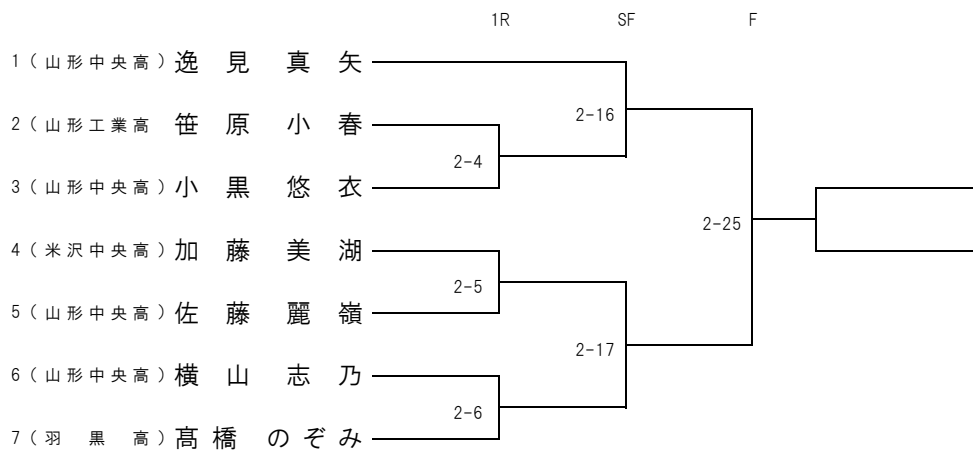 1R SF F
1 (山形中央高) 逸見 真矢
2-16
2 (山形工業高 笹原 小春
2-4
3 (山形中央高) 小黒 悠衣
2-25
4 (米沢中央高) 加藤 美湖
2-5
5 (山形中央高) 佐藤 麗嶺
2-17
6 (山形中央高) 横山 志乃
2-6
7 (羽黒高) 髙橋 のぞみ